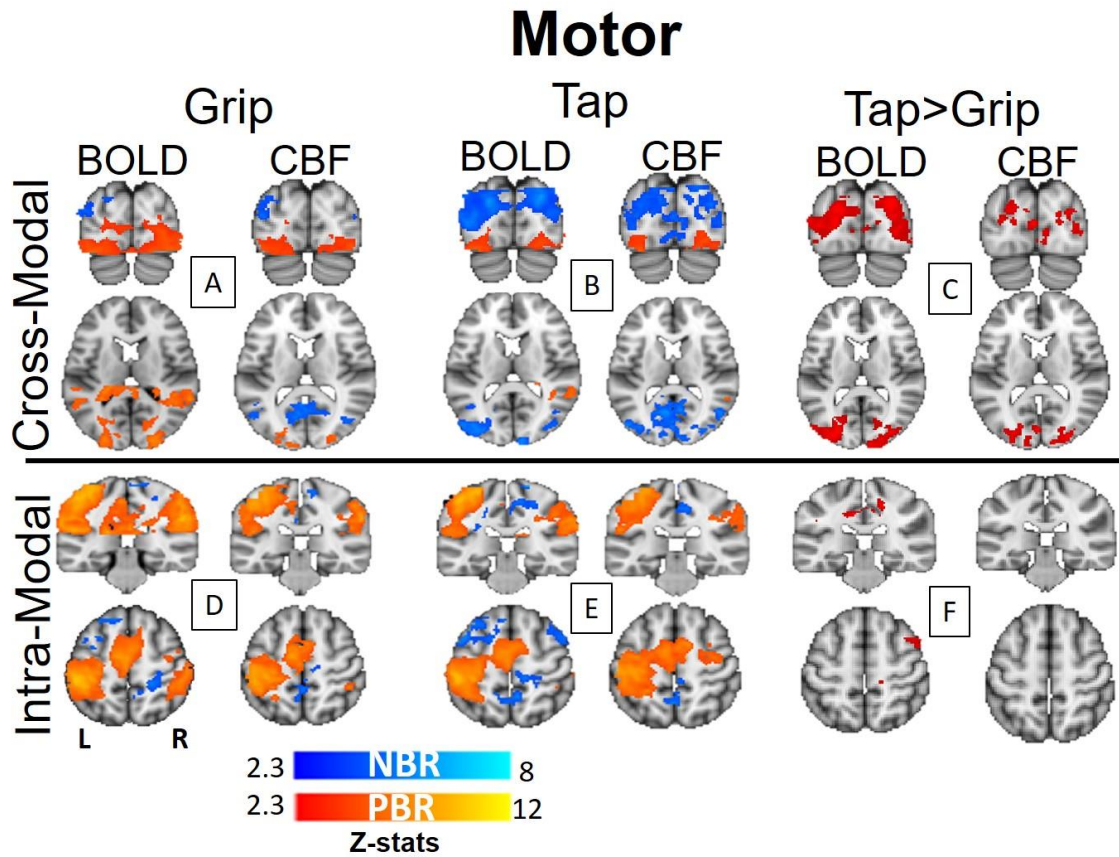 Motor
Grip
Tap
Tap>Grip
BOLD
CBF
BOLD
CBF
BOLD
CBF
Cross-Modal
A
B
C
Intra-Modal
D
E
F
L
R
2.3
NBR
8
2.3
PBR
12
Z-stats